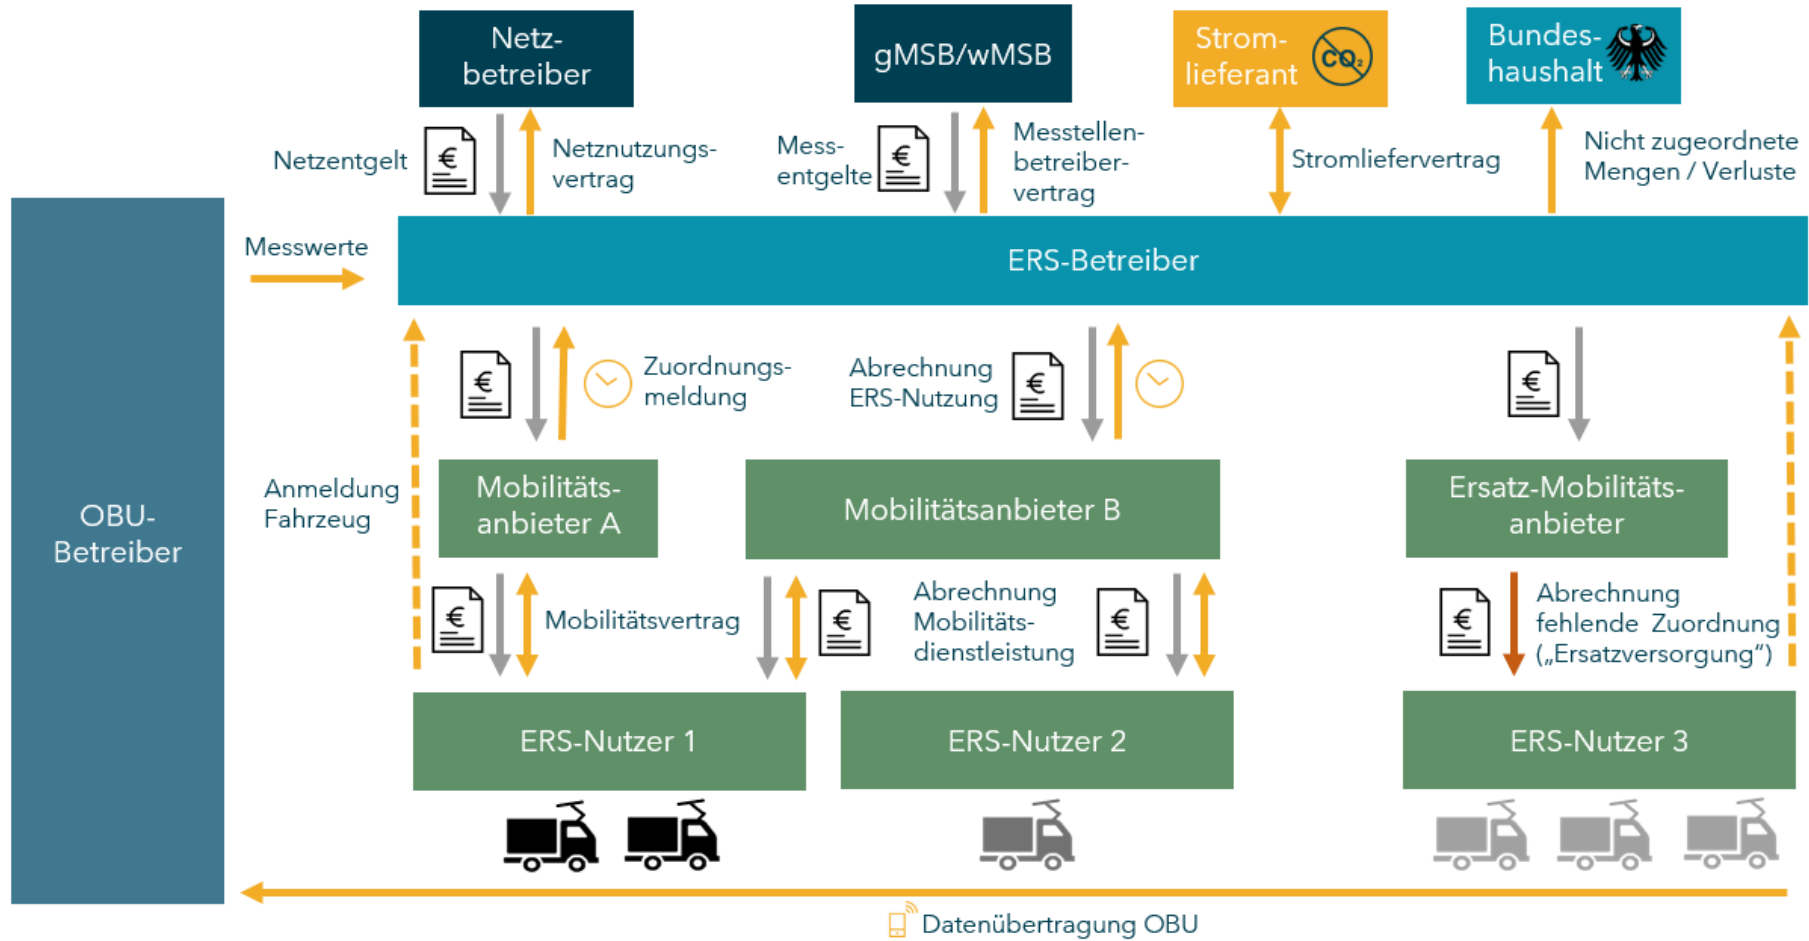 Netz-
betreiber
gMSB/wMSB
Strom-
lieferant
CO₂
Bundes-
haushalt
Netzentgelt
€
Netznutzungs-
vertrag
Mess-
entgelte
€
Messtellen-
betreiber-
vertrag
Stromliefervertrag
Nicht zugeordnete
Mengen / Verluste
Messwerte
ERS-Betreiber
€
Zuordnungs-
meldung
Abrechnung
ERS-Nutzung
€
€
OBU-
Betreiber
Anmeldung
Fahrzeug
Mobilitäts-
anbieter A
Mobilitätsanbieter B
Ersatz-Mobilitäts-
anbieter
€
Mobilitätsvertrag
€
Abrechnung
Mobilitäts-
dienstleistung
€
€
Abrechnung
fehlende Zuordnung
(„Ersatzversorgung“)
ERS-Nutzer 1
ERS-Nutzer 2
ERS-Nutzer 3
Datenübertragung OBU